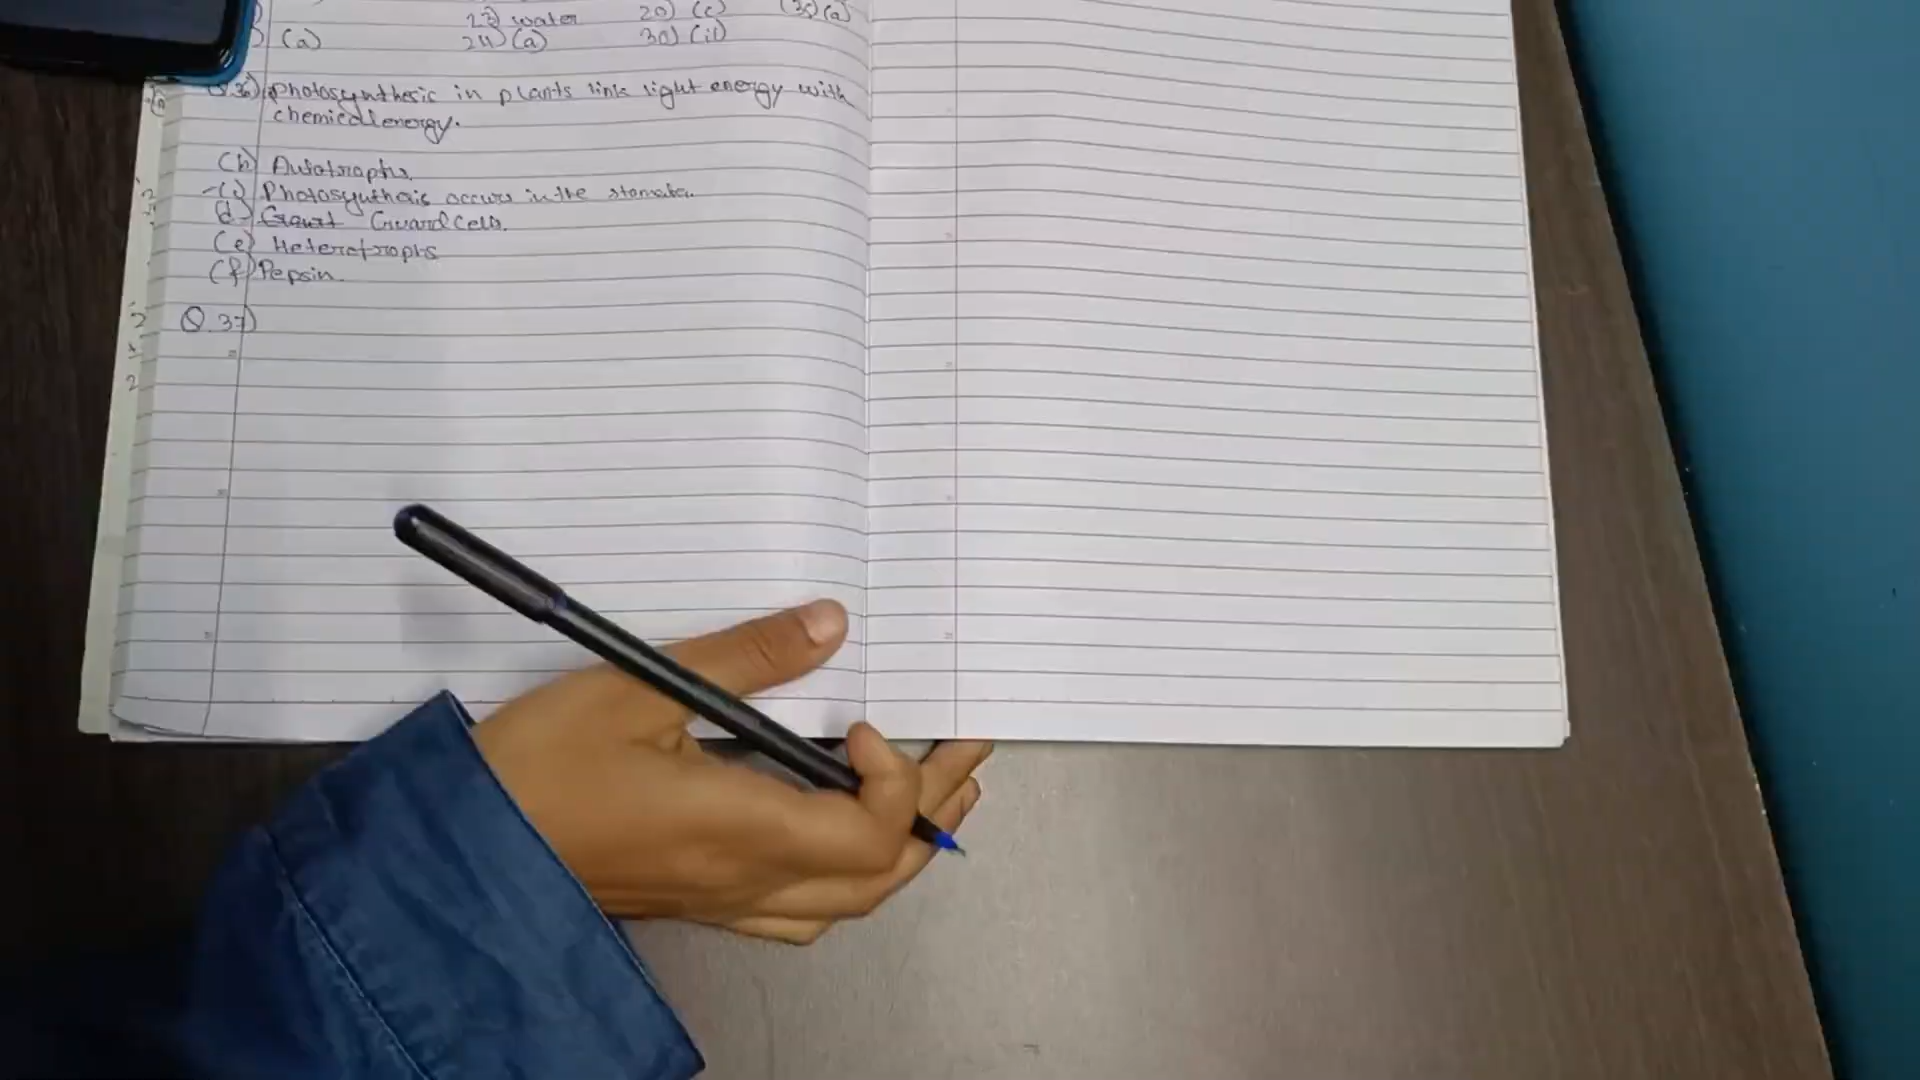 23) water 20) (c) (35) (a)
(a) 24) (a) 30) (ii)
Q.36) Photosynthesic in plants link light energy with
chemical energy.
(b) Autotrophs.
(c) Photosynthesis occurs in the stomata.
(d) Guard Cells.
(e) Heterotrophs
(f) Pepsin.
Q.37)